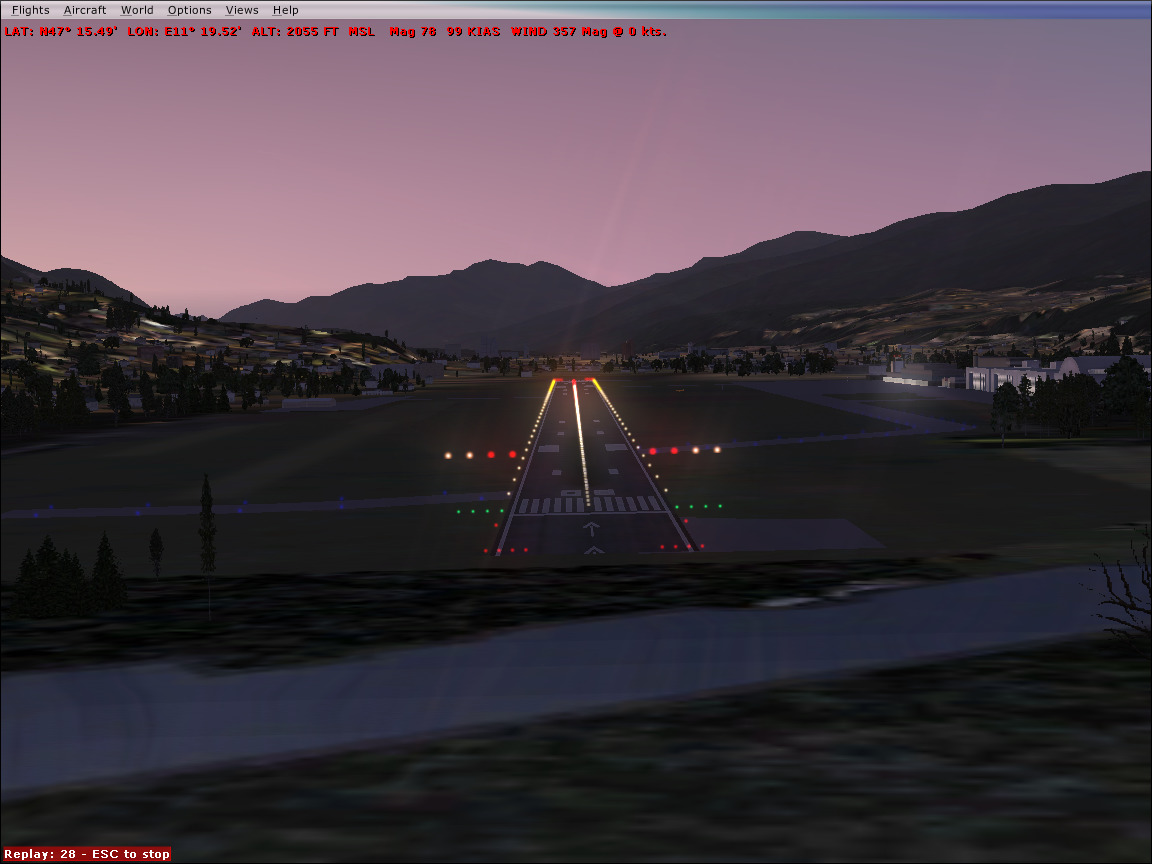 Flights Aircraft World Options Views Help
LAT: N47° 15.49' LON: E11° 19.52' ALT: 2055 FT MSL Mag 78 99 KIAS WIND 357 Mag @ 0 kts.
Replay: 28 - ESC to stop